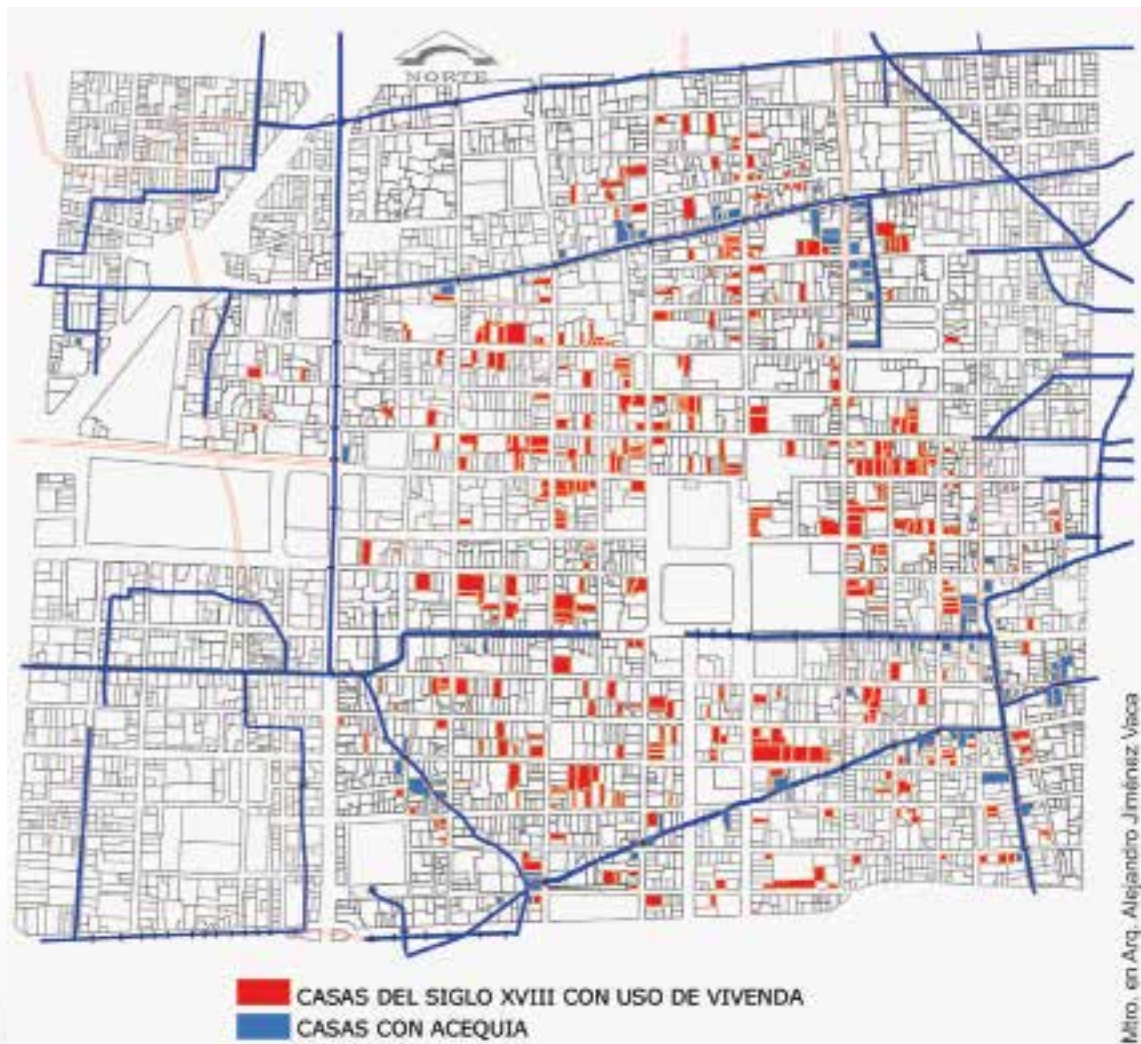 NORTE
CASAS DEL SIGLO XVIII CON USO DE VIVENDA
CASAS CON ACEQUIA
Mtro. en Arq. Alejandro Jiménez Vaca